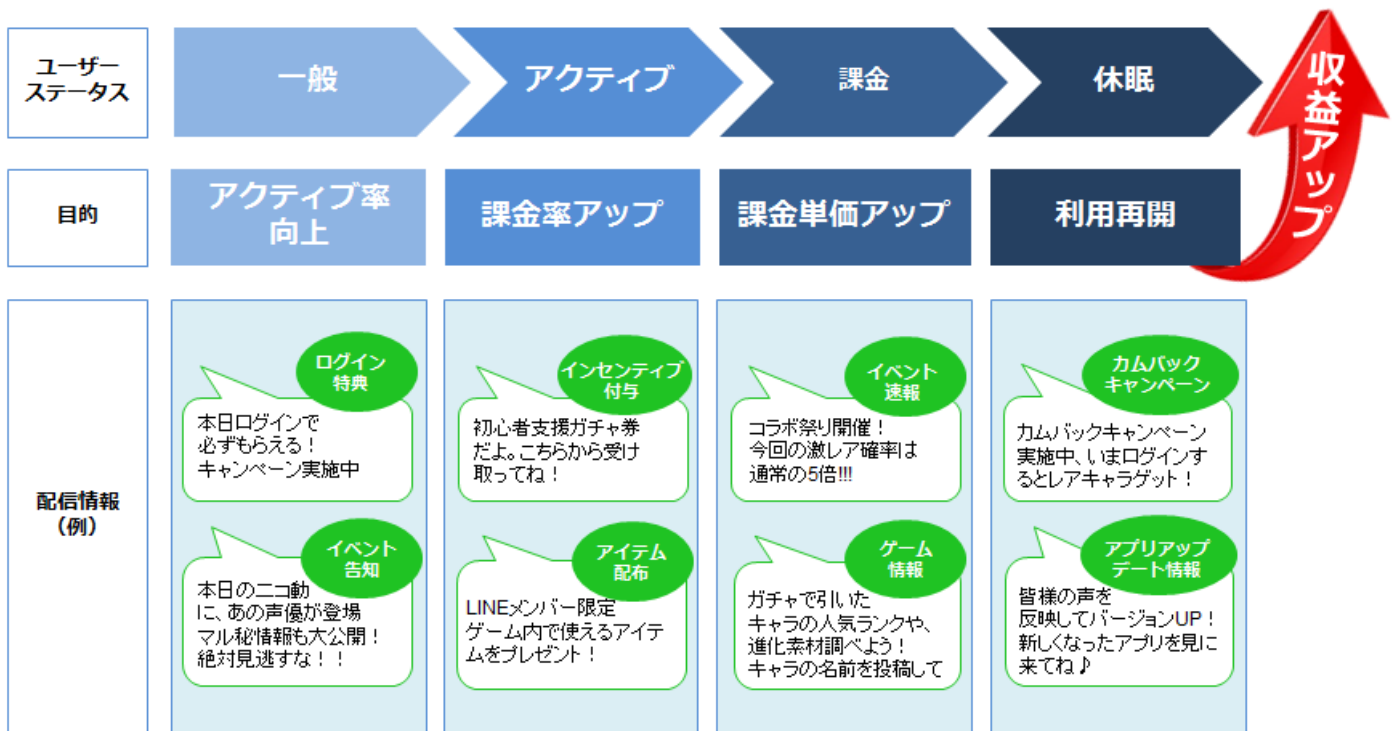 ユーザー
ステータス
一般
アクティブ
課金
休眠
収益アップ
目的
アクティブ率
向上
課金率アップ
課金単価アップ
利用再開
配信情報
（例）
ログイン
特典
本日ログインで
必ずもらえる！
キャンペーン実施中
イベント
告知
本日のニコ動
に、あの声優が登場
マル秘情報も大公開！
絶対見逃すな！！
インセンティブ
付与
初心者支援ガチャ券
だよ。こちらから受け
取ってね！
アイテム
配布
LINEメンバー限定
ゲーム内で使えるアイテ
ムをプレゼント！
イベント
速報
コラボ祭り開催！
今回の激レア確率は
通常の5倍!!!
ゲーム
情報
ガチャで引いた
キャラの人気ランクや、
進化素材調べよう！
キャラの名前を投稿して
カムバック
キャンペーン
カムバックキャンペーン
実施中、いまログインす
るとレアキャラゲット！
アプリアップ
デート情報
皆様の声を
反映してバージョンUP！
新しくなったアプリを見に
来てね♪